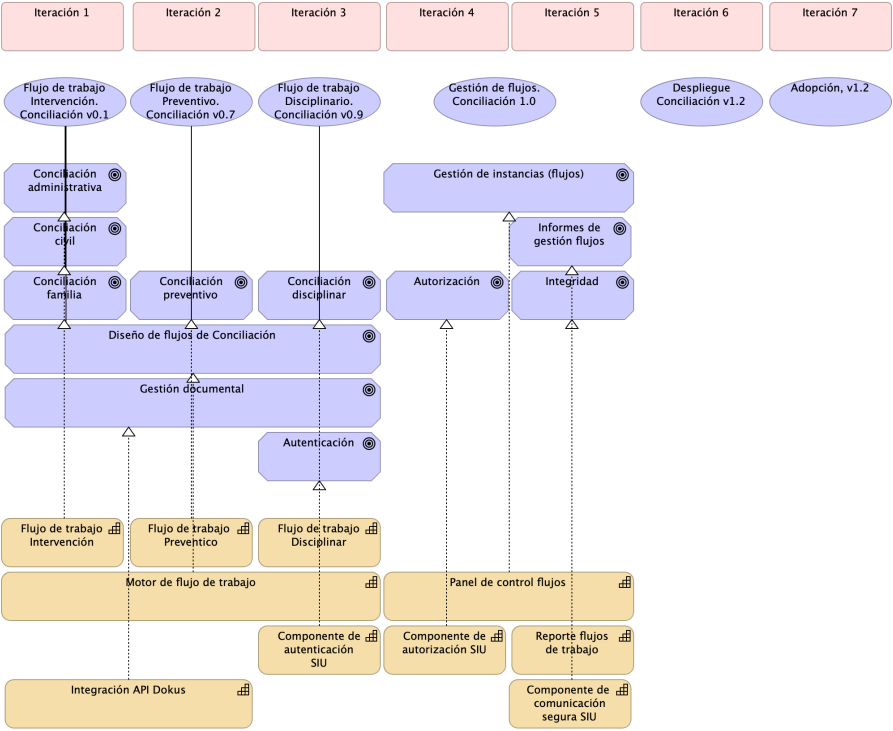 Iteración 1
Iteración 2
Iteración 3
Iteración 4
Iteración 5
Iteración 6
Iteración 7
Flujo de trabajo
Intervención.
Conciliación v0.1
Flujo de trabajo
Preventivo.
Conciliación v0.7
Flujo de trabajo
Disciplinario.
Conciliación v0.9
Gestión de flujos.
Conciliación 1.0
Despliegue
Conciliación v1.2
Adopción, v1.2
Conciliación
administrativa
Gestión de instancias (flujos)
Conciliación
civil
Informes de
gestión flujos
Conciliación
familia
Conciliación
preventivo
Conciliación
disciplinar
Autorización
Integridad
Diseño de flujos de Conciliación
Gestión documental
Autenticación
Flujo de trabajo
Intervención
Flujo de trabajo
Preventico
Flujo de trabajo
Disciplinar
Motor de flujo de trabajo
Panel de control flujos
Componente de
autenticación
SIU
Componente de
autorización SIU
Reporte flujos
de trabajo
Integración API Dokus
Componente de
comunicación
segura SIU